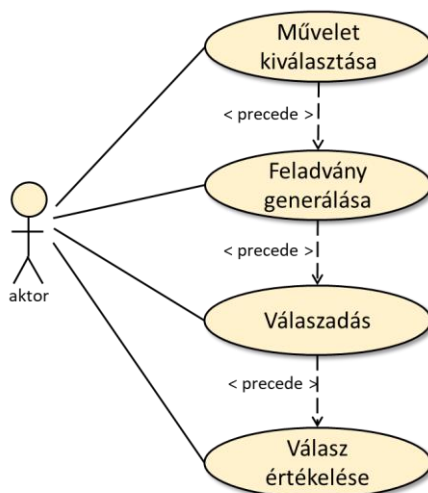 Művelet
kiválasztása
< precede >
Feladvány
generálása
< precede >
aktor
Válaszadás
< precede >
Válasz
értékelése